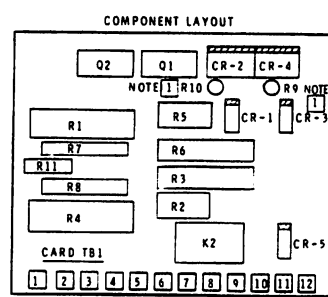 COMPONENT LAYOUT
Q2 Q1 CR-2 CR-4
NOTE 1 R10 R9 NOTE 1
R1 R5 CR-1 CR-3
R7 R6
R11
R8 R3
R4 R2
K2 CR-5
CARD TB1
1 2 3 4 5 6 7 8 9 10 11 12